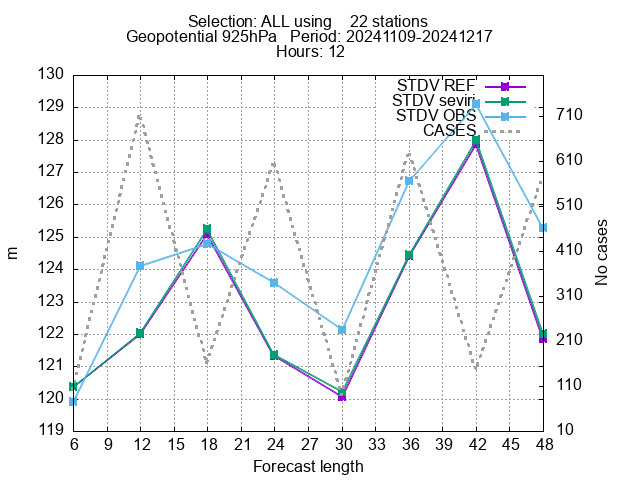 Selection: ALL using    22 stations
Geopotential 925hPa   Period: 20241109-20241217
Hours: 12
STDV REF
STDV seviri
STDV OBS
CASES
130
129
128
127
126
125
124
123
122
121
120
119
m
710
610
510
410
310
210
110
10
No cases
6 9 12 15 18 21 24 27 30 33 36 39 42 45 48
Forecast length